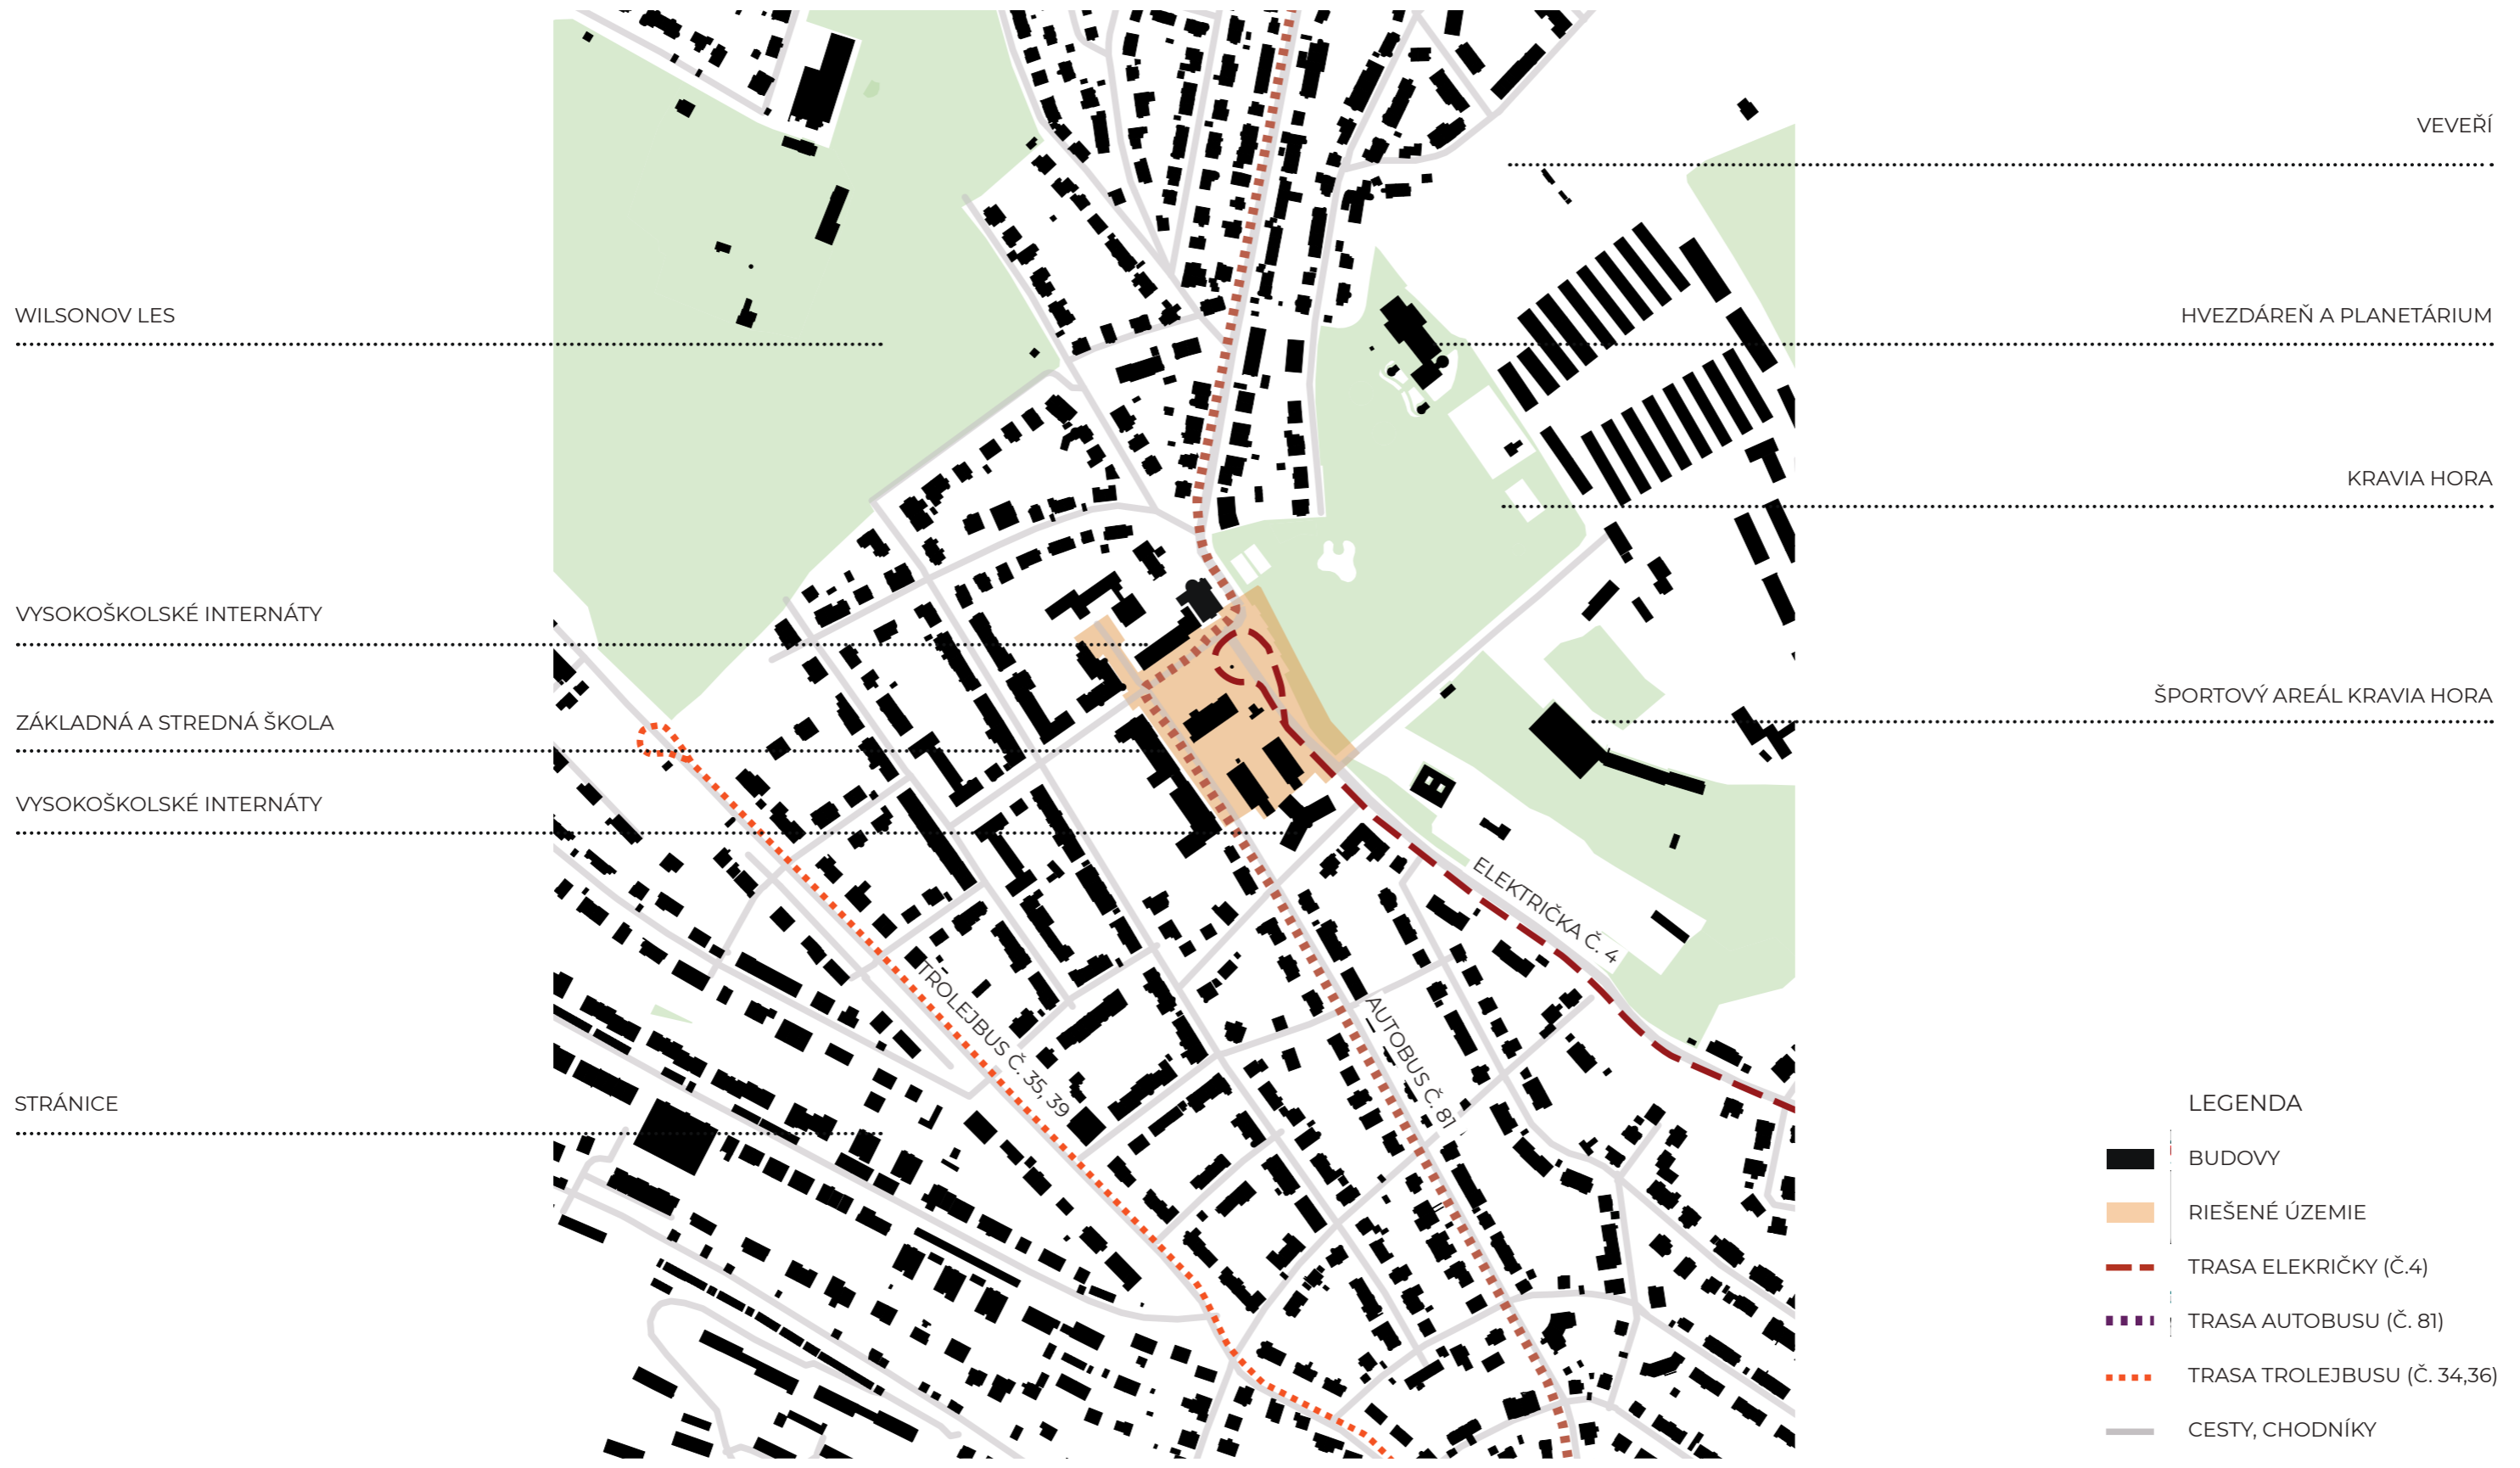 VEVEŘÍ
WILSONOV LES
HVEZDÁREŇ A PLANETÁRIUM
KRAVIA HORA
VYSOKOŠKOLSKÉ INTERNÁTY
ŠPORTOVÝ AREÁL KRAVIA HORA
ZÁKLADNÁ A STREDNÁ ŠKOLA
VYSOKOŠKOLSKÉ INTERNÁTY
ELEKTRIČKA Č. 4
TROLEJBUS Č. 35, 39
AUTOBUS Č. 81
STRÁNICE
LEGENDA
BUDOVY
RIEŠENÉ ÚZEMIE
TRASA ELEKRIČKY (Č.4)
TRASA AUTOBUSU (Č. 81)
TRASA TROLEJBUSU (Č. 34,36)
CESTY, CHODNÍKY